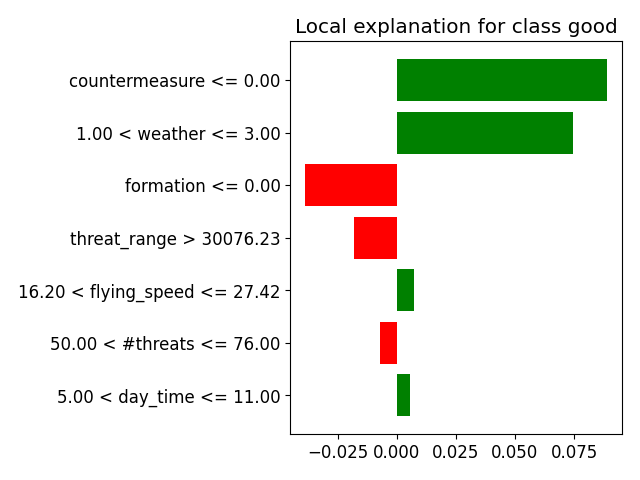 Local explanation for class good
countermeasure <= 0.00
1.00 < weather <= 3.00
formation <= 0.00
threat_range > 30076.23
16.20 < flying_speed <= 27.42
50.00 < #threats <= 76.00
5.00 < day_time <= 11.00
−0.025 0.000 0.025 0.050 0.075